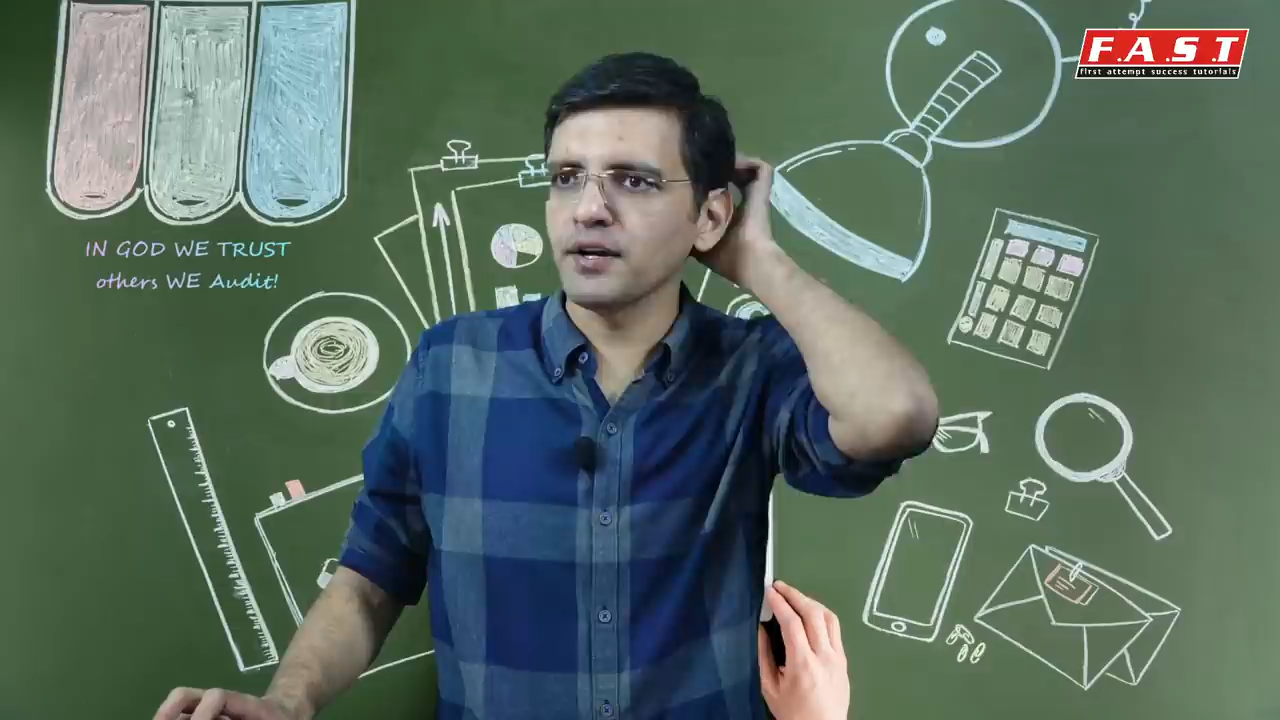 F.A.S.T
first attempt success tutorials
IN GOD WE TRUST
others WE Audit!